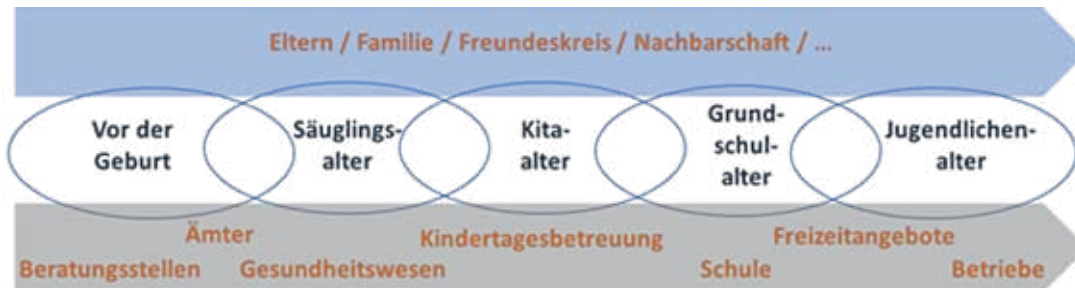 Eltern / Familie / Freundeskreis / Nachbarschaft / ...
Vor der
Geburt
Säuglings-
alter
Kita-
alter
Grund-
schul-
alter
Jugendlichen-
alter
Ämter
Kindertagesbetreuung
Freizeitangebote
Beratungsstellen
Gesundheitswesen
Schule
Betriebe